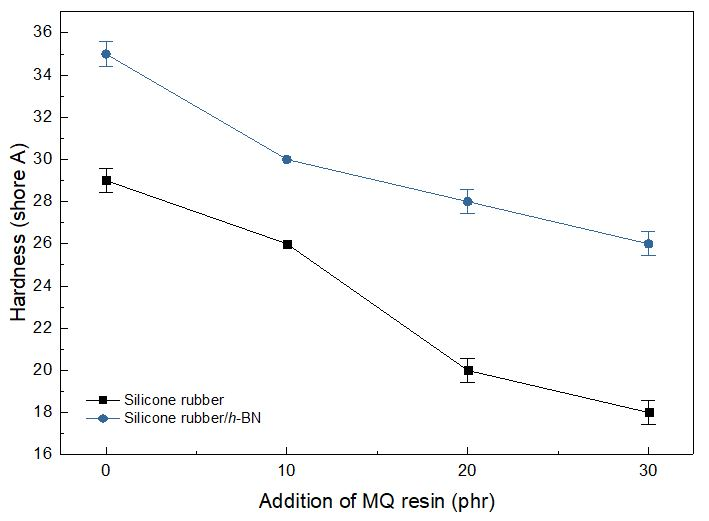 36
34
32
30
28
26
24
22
20
18
16
Hardness (shore A)
Silicone rubber
Silicone rubber/h-BN
0 10 20 30
Addition of MQ resin (phr)